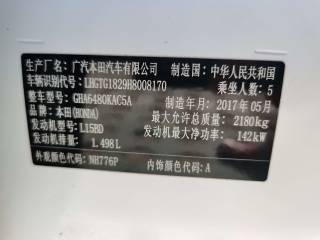 生产厂名：广汽本田汽车有限公司 制造国：中华人民共和国
车辆识别代号：LHGTG1829H8008170 乘坐人数：5
整车型号：GHA6480KAC5A 制造年月：2017年05月
品牌：本田(HONDA) 最大允许总质量：2180kg
发动机型号：L15BD 发动机最大净功率：142kW
发动机排量：1.498L
外观颜色代码：NH776P 内饰颜色代码：A